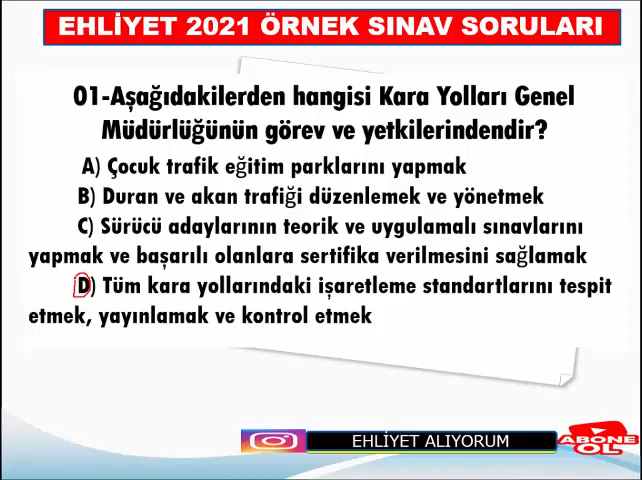 EHLİYET 2021 ÖRNEK SINAV SORULARI
01-Aşağıdakilerden hangisi Kara Yolları Genel
Müdürlüğünün görev ve yetkilerindendir?
A) Çocuk trafik eğitim parklarını yapmak
B) Duran ve akan trafiği düzenlemek ve yönetmek
C) Sürücü adaylarının teorik ve uygulamalı sınavlarını
yapmak ve başarılı olanlara sertifika verilmesini sağlamak
D) Tüm kara yollarındaki işaretleme standartlarını tespit
etmek, yayınlamak ve kontrol etmek
EHLİYET ALIYORUM
ABONE
OL